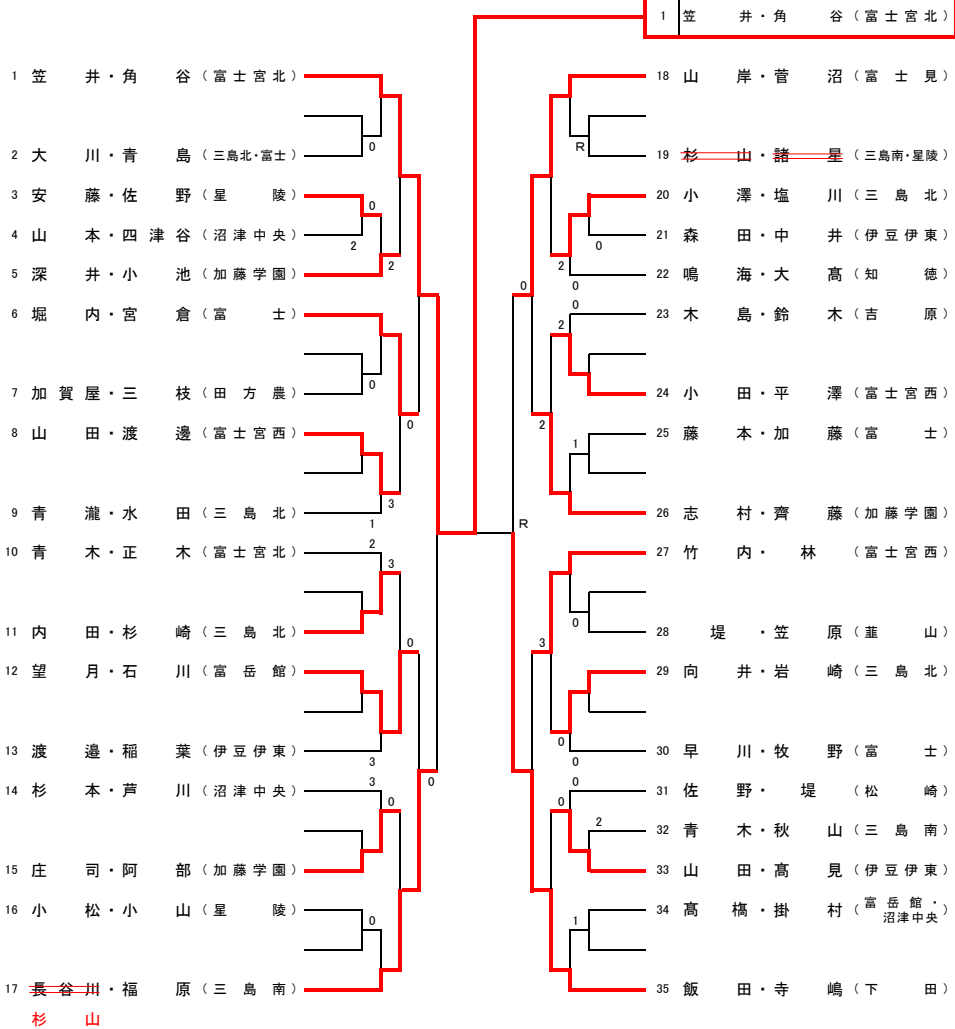 1 笠井・角谷（富士宮北）
1 笠井・角谷（富士宮北）
2 大川・青島（三島北・富士）
3 安藤・佐野（星陵）
4 山本・四津谷（沼津中央）
5 深井・小池（加藤学園）
6 堀内・宮倉（富士）
7 加賀屋・三枝（田方農）
8 山田・渡邊（富士宮西）
9 青瀧・水田（三島北）
10 青木・正木（富士宮北）
11 内田・杉崎（三島北）
12 望月・石川（富岳館）
13 渡邉・稲葉（伊豆伊東）
14 杉本・芦川（沼津中央）
15 庄司・阿部（加藤学園）
16 小松・小山（星陵）
17 長谷川・福原（三島南）
杉山
0
0
2
2
0
0
3
1
2
3
0
3
3
0
0
0
18 山岸・菅沼（富士見）
19 杉山・諸星（三島南・星陵）
20 小澤・塩川（三島北）
21 森田・中井（伊豆伊東）
22 鳴海・大髙（知徳）
23 木島・鈴木（吉原）
24 小田・平澤（富士宮西）
25 藤本・加藤（富士）
26 志村・齊藤（加藤学園）
27 竹内・林（富士宮西）
28 堤・笠原（韮山）
29 向井・岩崎（三島北）
30 早川・牧野（富士）
31 佐野・堤（松崎）
32 青木・秋山（三島南）
33 山田・髙見（伊豆伊東）
34 髙槗・掛村（富岳館・沼津中央）
35 飯田・寺嶋（下田）
R
0
2
0
0
0
2
2
1
R
0
3
0
0
0
0
2
1